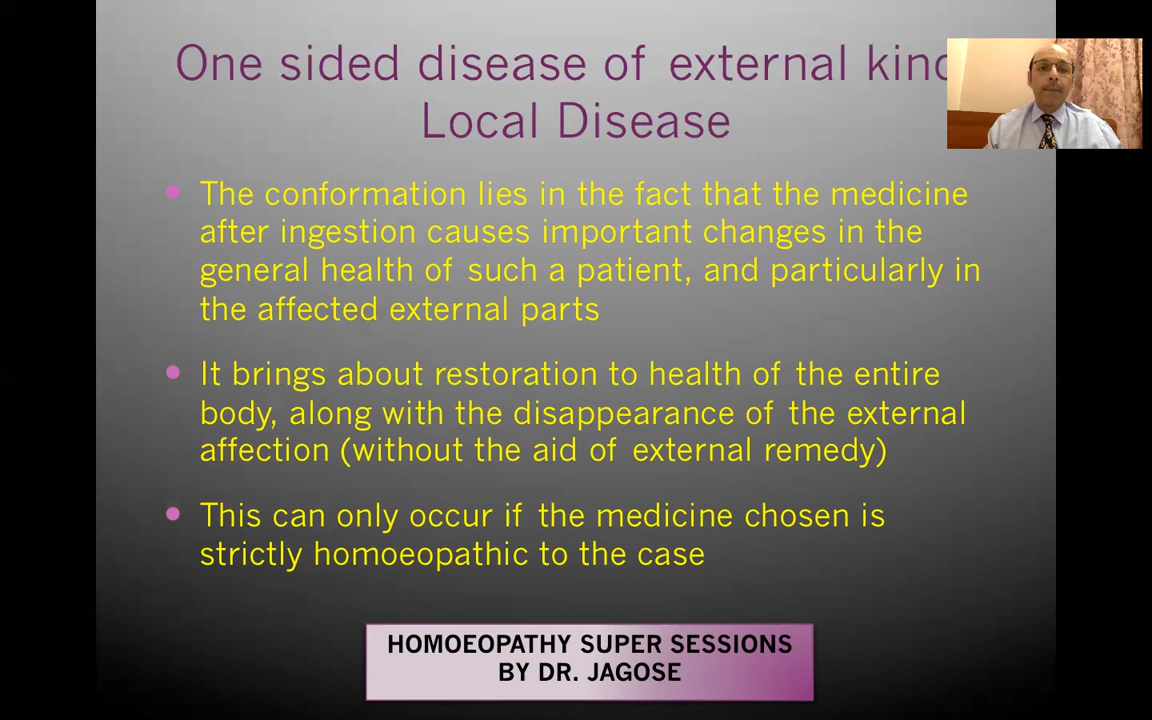 One sided disease of external kind
Local Disease
The conformation lies in the fact that the medicine
after ingestion causes important changes in the
general health of such a patient, and particularly in
the affected external parts
It brings about restoration to health of the entire
body, along with the disappearance of the external
affection (without the aid of external remedy)
This can only occur if the medicine chosen is
strictly homoeopathic to the case
HOMOEOPATHY SUPER SESSIONS
BY DR. JAGOSE